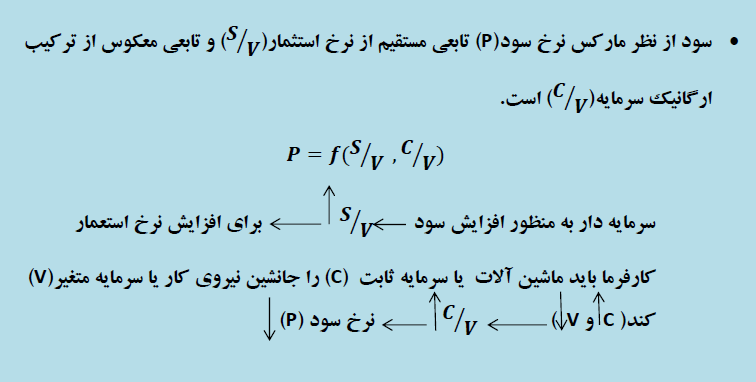 • سود از نظر مارکس نرخ سود(P) تابعی مستقیم از نرخ استثمار(S/V) و تابعی معکوس از ترکیب
ارگانیک سرمایه(C/V) است.
P = f(S/V , C/V)
سرمایه دار به منظور افزایش سود ← S/V ↑ ← برای افزایش نرخ استعمار
کارفرما باید ماشین آلات یا سرمایه ثابت (C) را جانشین نیروی کار یا سرمایه متغیر(V)
کند( C↑ و V↓) ← C/V ↑ ← نرخ سود (P) ↓